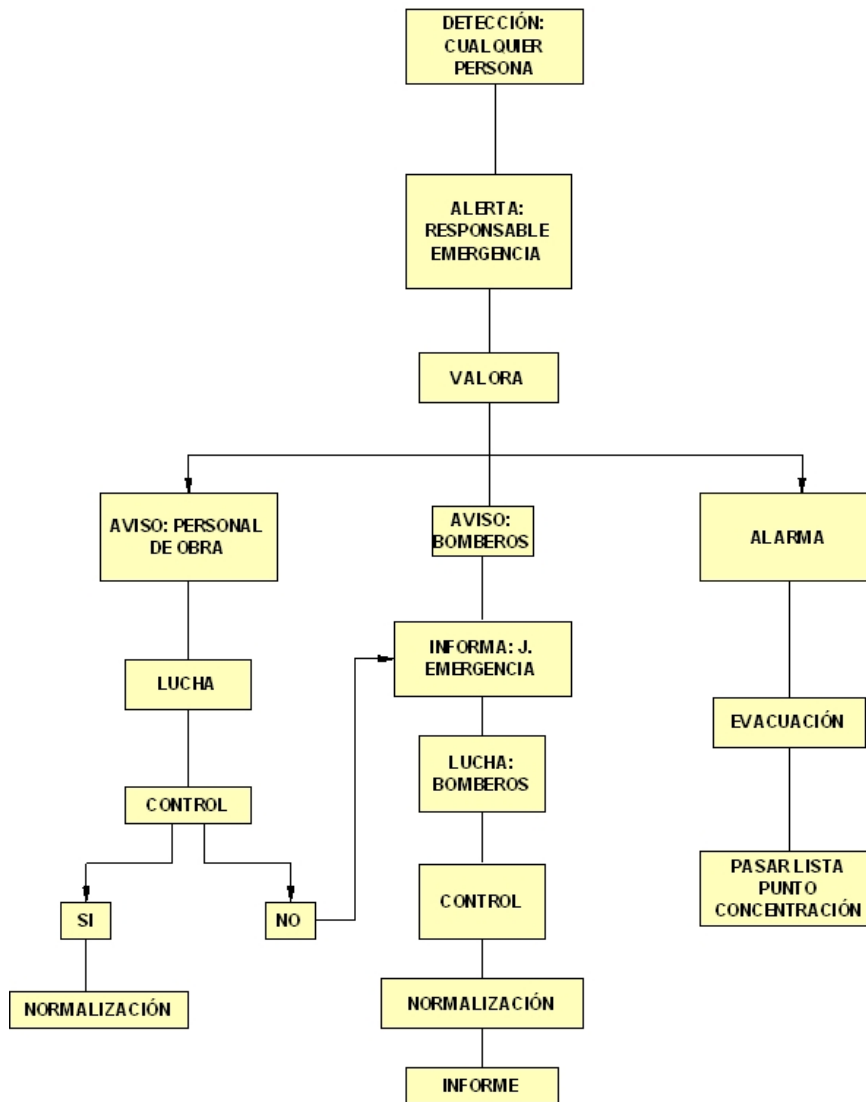 DETECCIÓN:
CUALQUIER
PERSONA
ALERTA:
RESPONSABLE
EMERGENCIA
VALORA
AVISO: PERSONAL
DE OBRA
AVISO:
BOMBEROS
ALARMA
INFORMA: J.
EMERGENCIA
LUCHA
EVACUACIÓN
LUCHA:
BOMBEROS
CONTROL
PASAR LISTA
PUNTO
CONCENTRACIÓN
CONTROL
SI
NO
NORMALIZACIÓN
NORMALIZACIÓN
INFORME